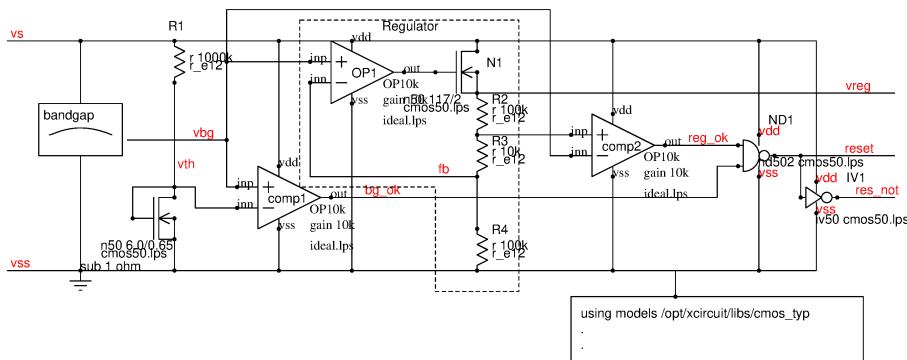 Regulator
R1
vs
vdd
N1
r 1000k
r_e12
inp
OP1
out
inn
OP10k
gain 10k
ideal.lps
vss
n50 117/2
cmos50.lps
vreg
R2
r 100k
r_e12
bandgap
vbg
inp
vdd
comp2
out
inn
OP10k
gain 10k
ideal.lps
vss
reg_ok
ND1
vdd
reset
nd502 cmos50.lps
vss
R3
r 10k
r_e12
fb
vth
vdd
inp
comp1
out
inn
OP10k
gain 10k
ideal.lps
vss
bg_ok
vdd
IV1
res_not
vss
iv50 cmos50.lps
n50 6.0/0.65
cmos50.lps
sub 1 ohm
R4
r 100k
r_e12
vss
using models /opt/xcircuit/libs/cmos_typ
.
.